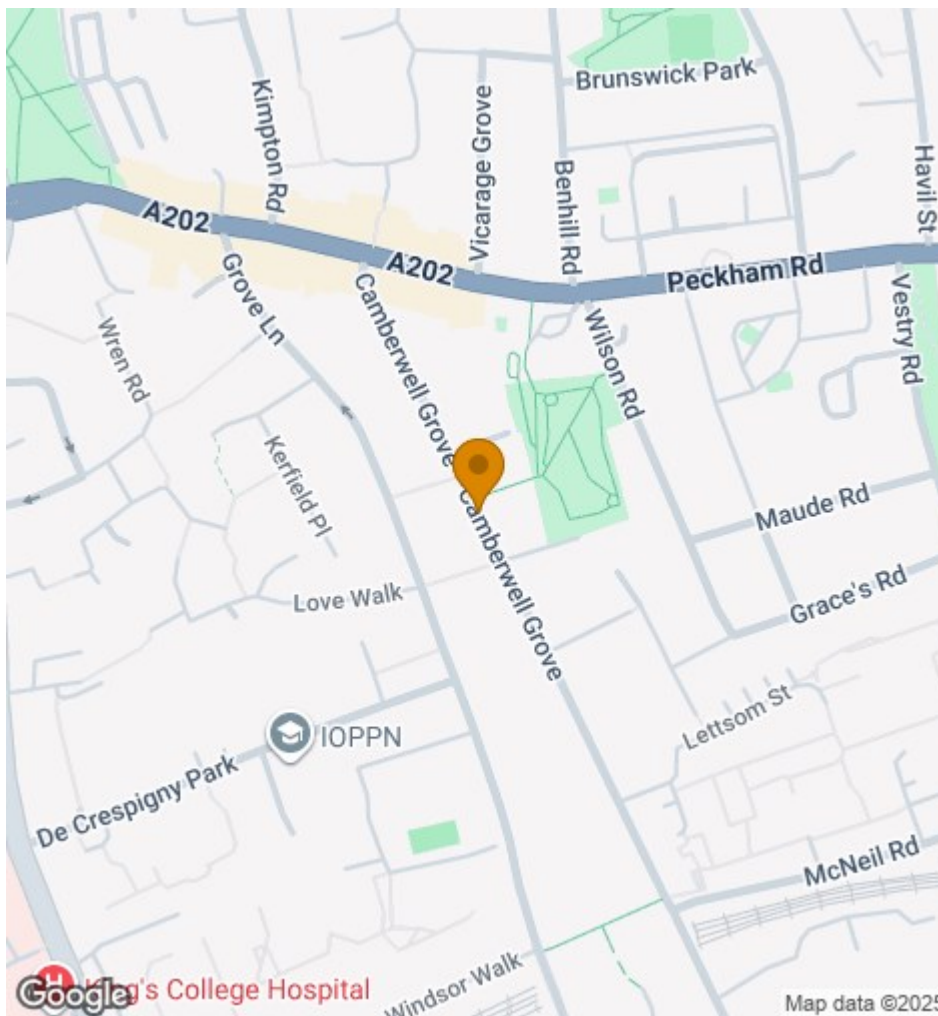 Brunswick Park
Kimpton Rd
Vicarage Grove
Benhill Rd
Havil St
A202
A202
Peckham Rd
Grove Ln
Camberwell Grove
Wilson Rd
Vestry Rd
Wren Rd
Kerfield Pl
Camberwell Grove
Maude Rd
Love Walk
Grace's Rd
Lettsom St
IOPPN
De Crespigny Park
McNeil Rd
Windsor Walk
H
King's College Hospital
Google
Map data ©2025